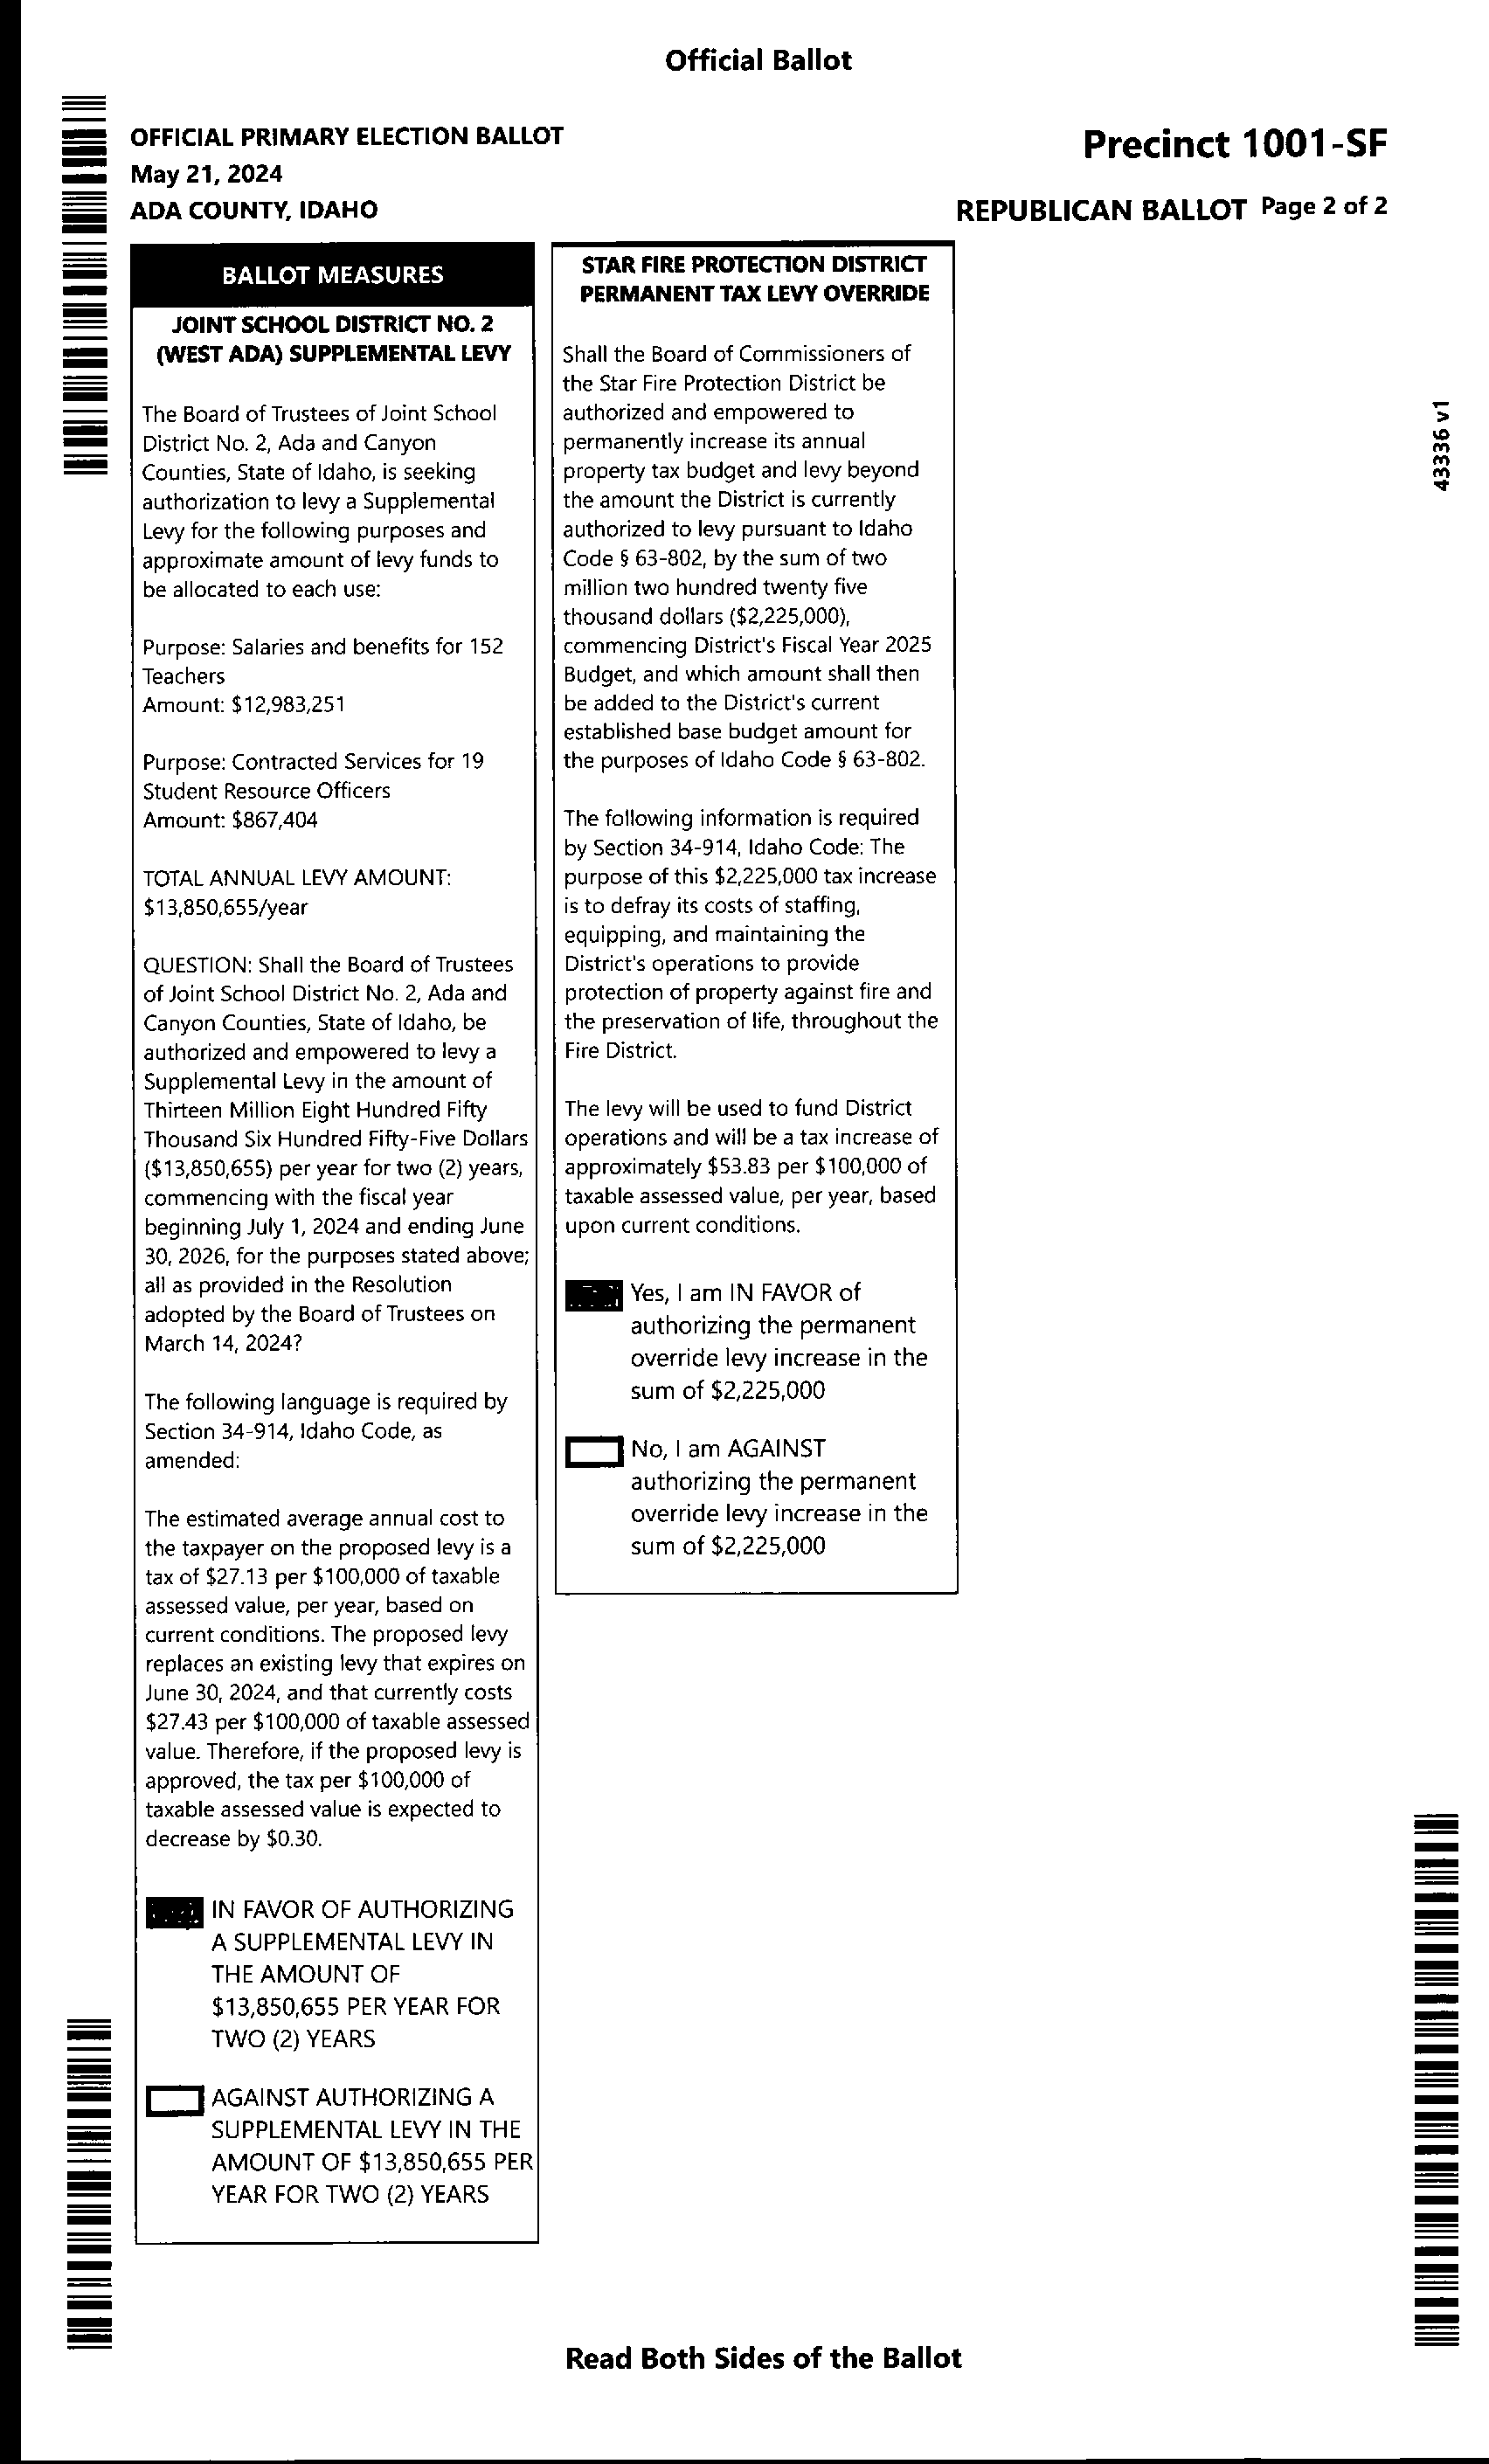 Official Ballot
OFFICIAL PRIMARY ELECTION BALLOT
May 21, 2024
ADA COUNTY, IDAHO
Precinct 1001-SF
REPUBLICAN BALLOT Page 2 of 2
BALLOT MEASURES
JOINT SCHOOL DISTRICT NO. 2
(WEST ADA) SUPPLEMENTAL LEVY
The Board of Trustees of Joint School
District No. 2, Ada and Canyon
Counties, State of Idaho, is seeking
authorization to levy a Supplemental
Levy for the following purposes and
approximate amount of levy funds to
be allocated to each use:
Purpose: Salaries and benefits for 152
Teachers
Amount: $12,983,251
Purpose: Contracted Services for 19
Student Resource Officers
Amount: $867,404
TOTAL ANNUAL LEVY AMOUNT:
$13,850,655/year
QUESTION: Shall the Board of Trustees
of Joint School District No. 2, Ada and
Canyon Counties, State of Idaho, be
authorized and empowered to levy a
Supplemental Levy in the amount of
Thirteen Million Eight Hundred Fifty
Thousand Six Hundred Fifty-Five Dollars
($13,850,655) per year for two (2) years,
commencing with the fiscal year
beginning July 1, 2024 and ending June
30, 2026, for the purposes stated above;
all as provided in the Resolution
adopted by the Board of Trustees on
March 14, 2024?
The following language is required by
Section 34-914, Idaho Code, as
amended:
The estimated average annual cost to
the taxpayer on the proposed levy is a
tax of $27.13 per $100,000 of taxable
assessed value, per year, based on
current conditions. The proposed levy
replaces an existing levy that expires on
June 30, 2024, and that currently costs
$27.43 per $100,000 of taxable assessed
value. Therefore, if the proposed levy is
approved, the tax per $100,000 of
taxable assessed value is expected to
decrease by $0.30.
IN FAVOR OF AUTHORIZING
A SUPPLEMENTAL LEVY IN
THE AMOUNT OF
$13,850,655 PER YEAR FOR
TWO (2) YEARS
AGAINST AUTHORIZING A
SUPPLEMENTAL LEVY IN THE
AMOUNT OF $13,850,655 PER
YEAR FOR TWO (2) YEARS
STAR FIRE PROTECTION DISTRICT
PERMANENT TAX LEVY OVERRIDE
Shall the Board of Commissioners of
the Star Fire Protection District be
authorized and empowered to
permanently increase its annual
property tax budget and levy beyond
the amount the District is currently
authorized to levy pursuant to Idaho
Code § 63-802, by the sum of two
million two hundred twenty five
thousand dollars ($2,225,000),
commencing District's Fiscal Year 2025
Budget, and which amount shall then
be added to the District's current
established base budget amount for
the purposes of Idaho Code § 63-802.
The following information is required
by Section 34-914, Idaho Code: The
purpose of this $2,225,000 tax increase
is to defray its costs of staffing,
equipping, and maintaining the
District's operations to provide
protection of property against fire and
the preservation of life, throughout the
Fire District.
The levy will be used to fund District
operations and will be a tax increase of
approximately $53.83 per $100,000 of
taxable assessed value, per year, based
upon current conditions.
Yes, I am IN FAVOR of
authorizing the permanent
override levy increase in the
sum of $2,225,000
No, I am AGAINST
authorizing the permanent
override levy increase in the
sum of $2,225,000
43336 v1
Read Both Sides of the Ballot